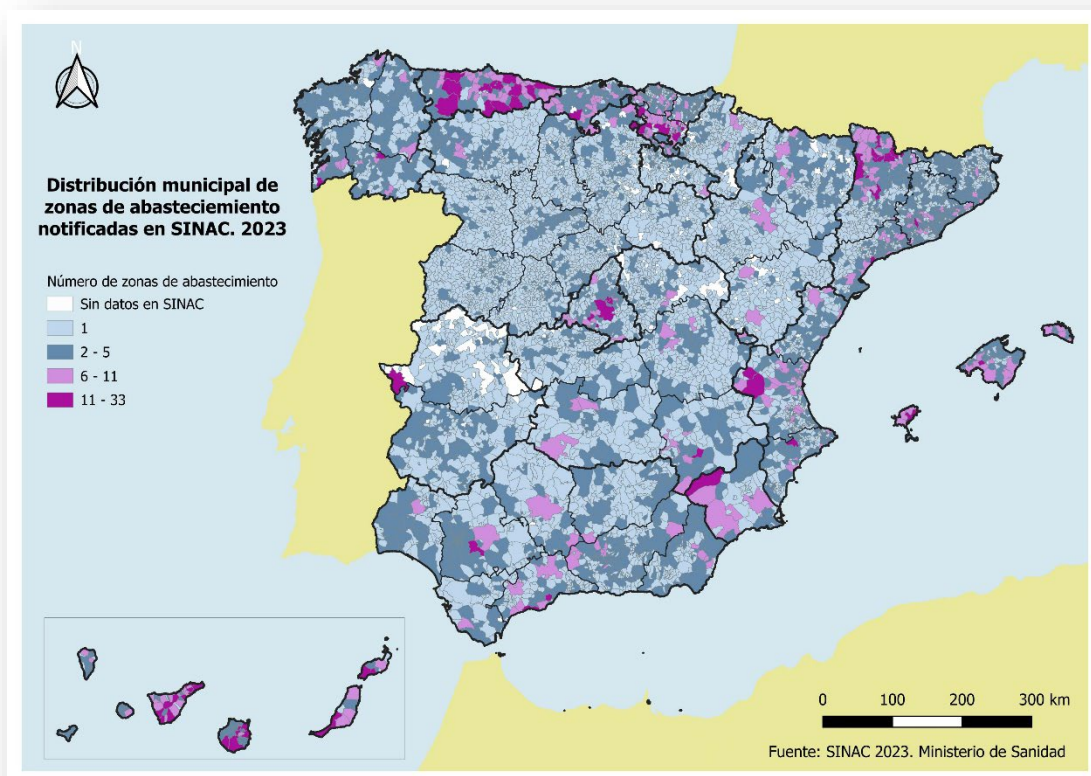 N
Distribución municipal de
zonas de abasteciemiento
notificadas en SINAC. 2023
Número de zonas de abastecimiento
Sin datos en SINAC
1
2 - 5
6 - 11
11 - 33
0 100 200 300 km
Fuente: SINAC 2023. Ministerio de Sanidad